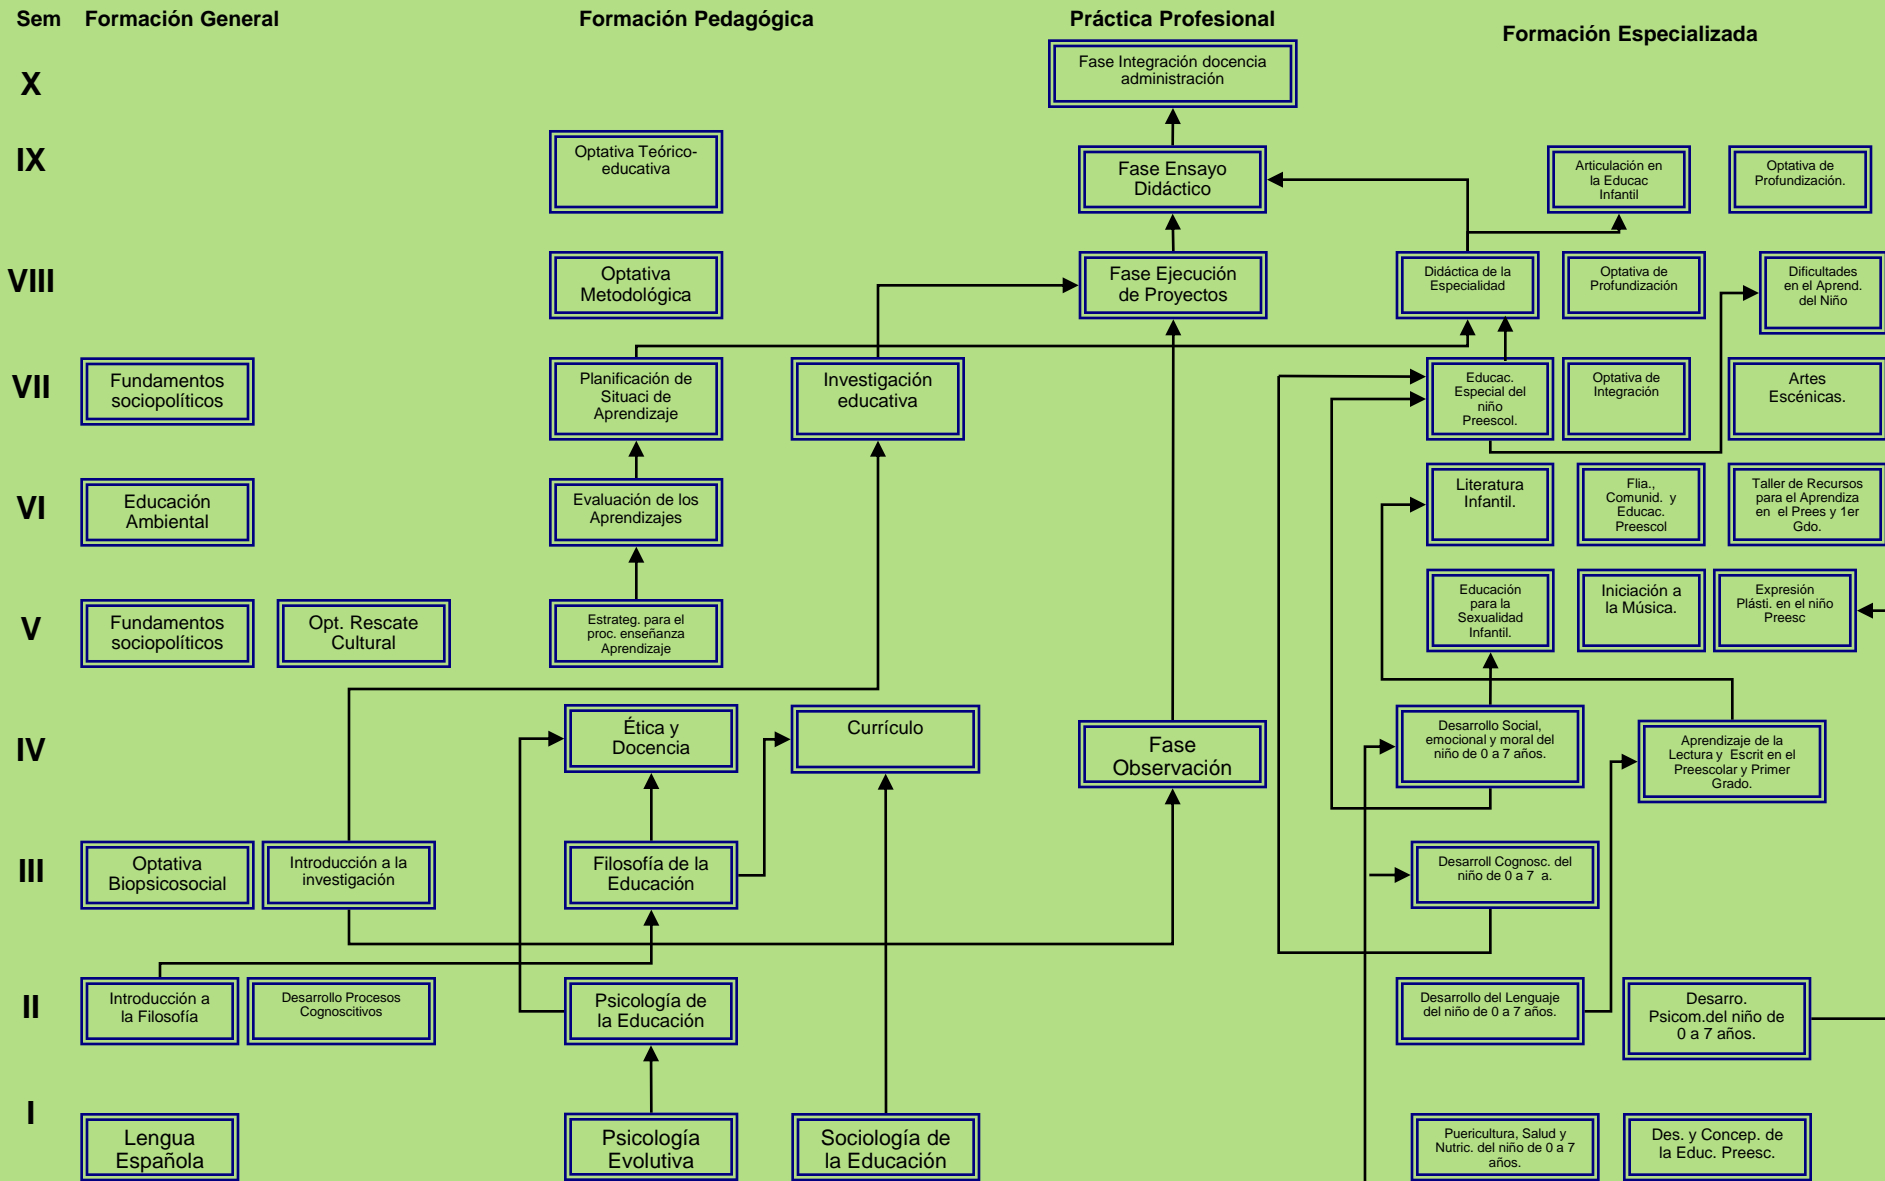 Sem Formación General
Formación Pedagógica
Práctica Profesional
Formación Especializada
X
Fase Integración docencia
administración
IX
Optativa Teórico-
educativa
Fase Ensayo
Didáctico
Articulación en
la Educac
Infantil
Optativa de
Profundización.
VIII
Optativa
Metodológica
Fase Ejecución
de Proyectos
Didáctica de la
Especialidad
Optativa de
Profundización
Dificultades
en el Aprend.
del Niño
VII
Fundamentos
sociopolíticos
Planificación de
Situaci de
Aprendizaje
Investigación
educativa
Educac.
Especial del
niño
Preescol.
Optativa de
Integración
Artes
Escénicas.
VI
Educación
Ambiental
Evaluación de los
Aprendizajes
Literatura
Infantil.
Flia.,
Comunid. y
Educac.
Preescol
Taller de Recursos
para el Aprendiza
en el Prees y 1er
Gdo.
V
Fundamentos
sociopolíticos
Opt. Rescate
Cultural
Estrateg. para el
proc. enseñanza
Aprendizaje
Educación
para la
Sexualidad
Infantil.
Iniciación a
la Música.
Expresión
Plásti. en el niño
Preesc
IV
Ética y
Docencia
Currículo
Fase
Observación
Desarrollo Social,
emocional y moral del
niño de 0 a 7 años.
Aprendizaje de la
Lectura y Escrit en el
Preescolar y Primer
Grado.
III
Optativa
Biopsicosocial
Introducción a la
investigación
Filosofía de la
Educación
Desarroll Cognosc. del
niño de 0 a 7 a.
II
Introducción a
la Filosofía
Desarrollo Procesos
Cognoscitivos
Psicología de
la Educación
Desarrollo del Lenguaje
del niño de 0 a 7 años.
Desarro.
Psicom.del niño de
0 a 7 años.
I
Lengua
Española
Psicología
Evolutiva
Sociología de
la Educación
Puericultura, Salud y
Nutric. del niño de 0 a 7
años.
Des. y Concep. de
la Educ. Preesc.